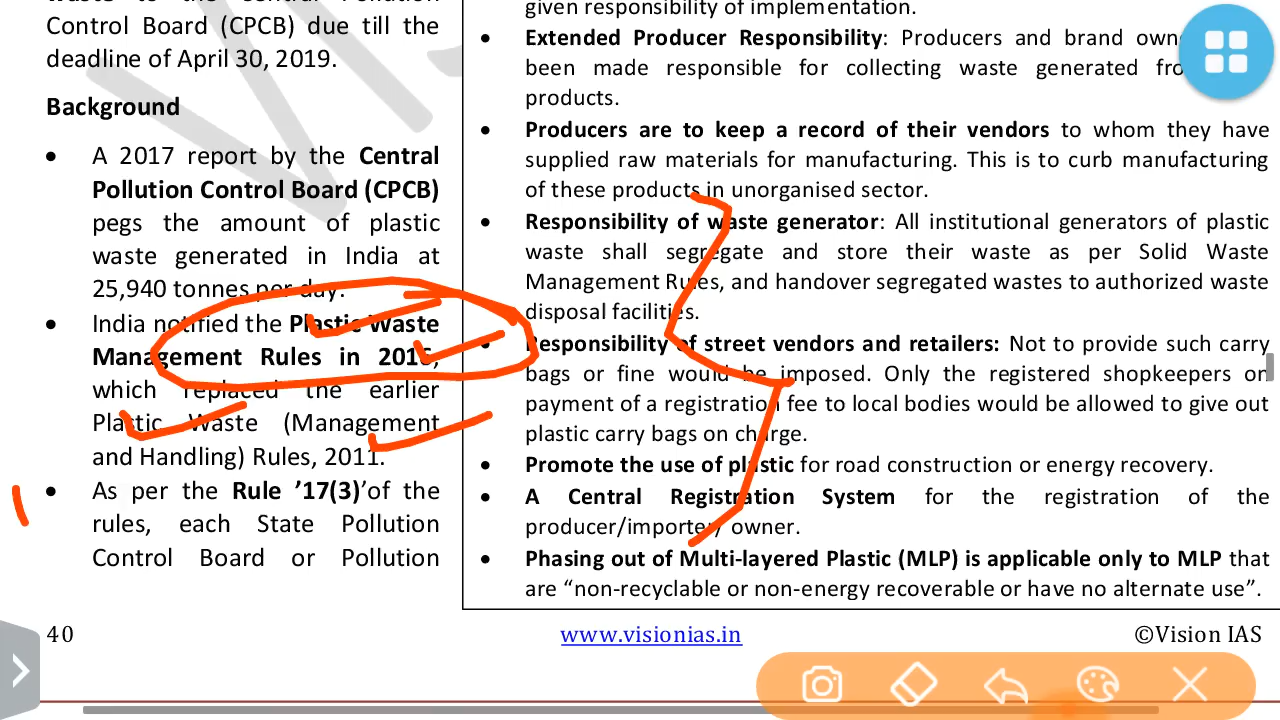 waste to the Central Pollution
Control Board (CPCB) due till the
deadline of April 30, 2019.
Background
• A 2017 report by the Central
Pollution Control Board (CPCB)
pegs the amount of plastic
waste generated in India at
25,940 tonnes per day.
• India notified the Plastic Waste
Management Rules in 2016,
which replaced the earlier
Plastic Waste (Management
and Handling) Rules, 2011.
• As per the Rule ’17(3)’of the
rules, each State Pollution
Control Board or Pollution
given responsibility of implementation.
• Extended Producer Responsibility: Producers and brand
been made responsible for collecting waste generated
products.
• Producers are to keep a record of their vendors to whom they have
supplied raw materials for manufacturing. This is to curb manufacturing
of these products in unorganised sector.
• Responsibility of waste generator: All institutional generators of plastic
waste shall segregate and store their waste as per Solid Waste
Management Rules, and handover segregated wastes to authorized waste
disposal facilities.
• Responsibility of street vendors and retailers: Not to provide such carry
bags or fine would be imposed. Only the registered shopkeepers on
payment of a registration fee to local bodies would be allowed to give out
plastic carry bags on charge.
• Promote the use of plastic for road construction or energy recovery.
• A Central Registration System for the registration of the
producer/importer/ owner.
• Phasing out of Multi-layered Plastic (MLP) is applicable only to MLP that
are “non-recyclable or non-energy recoverable or have no alternate use”.
40 www.visionias.in ©Vision IAS